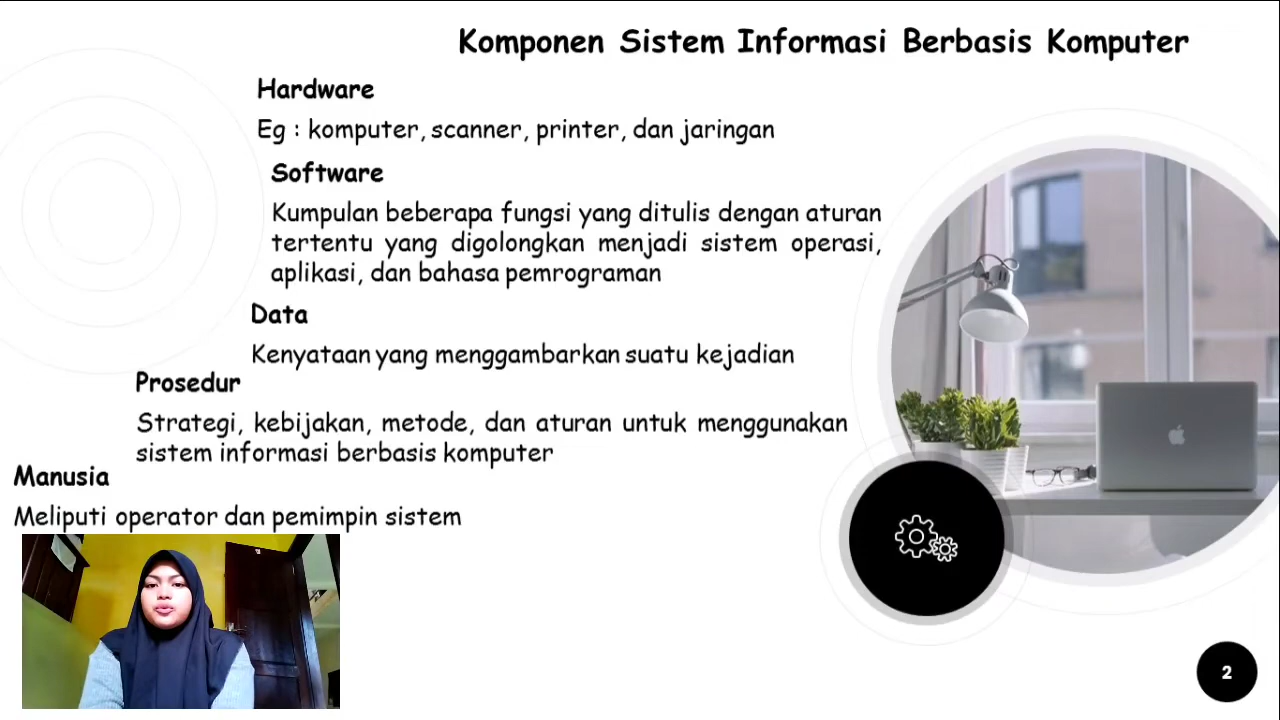 Komponen Sistem Informasi Berbasis Komputer
Hardware
Eg : komputer, scanner, printer, dan jaringan
Software
Kumpulan beberapa fungsi yang ditulis dengan aturan
tertentu yang digolongkan menjadi sistem operasi,
aplikasi, dan bahasa pemrograman
Data
Kenyataan yang menggambarkan suatu kejadian
Prosedur
Strategi, kebijakan, metode, dan aturan untuk menggunakan
sistem informasi berbasis komputer
Manusia
Meliputi operator dan pemimpin sistem
2